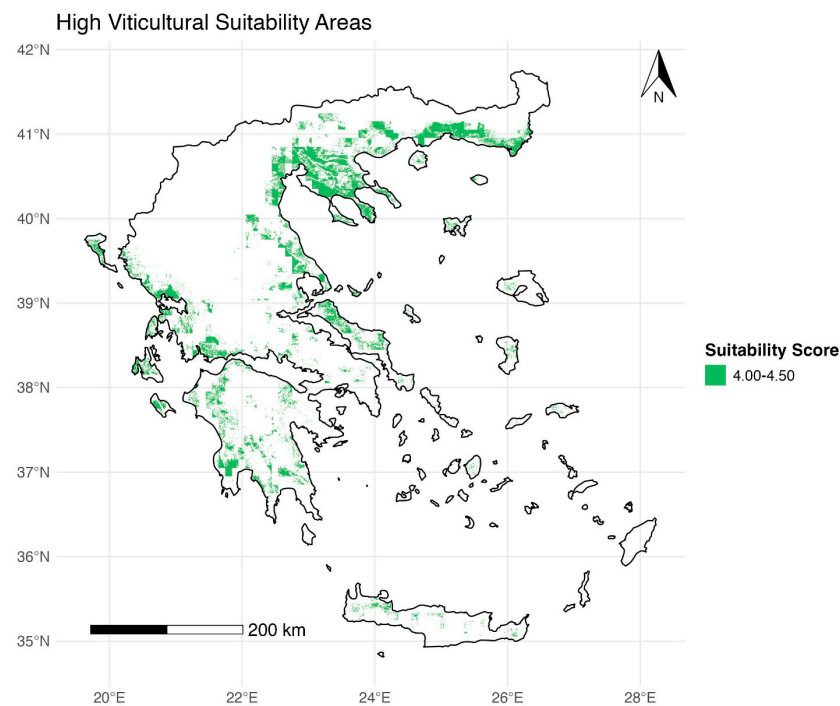 High Viticultural Suitability Areas
42°N
N
41°N
40°N
39°N
Suitability Score
4.00-4.50
38°N
37°N
36°N
200 km
35°N
20°E 22°E 24°E 26°E 28°E